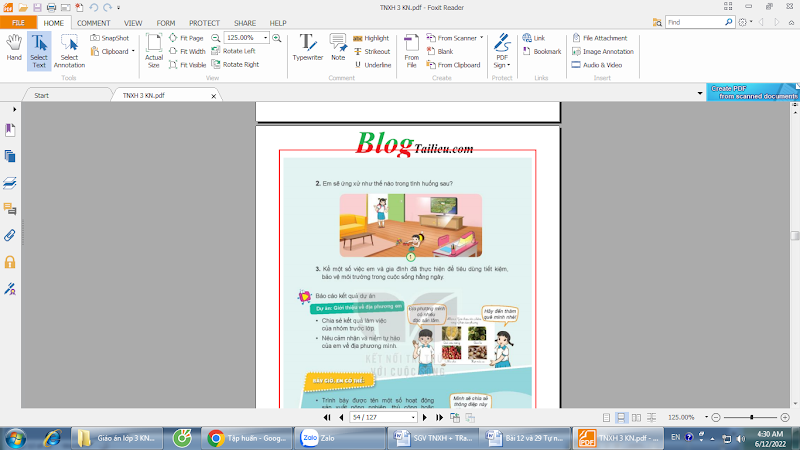 TNXH 3 KN.pdf - Foxit Reader
FILE HOME COMMENT VIEW FORM PROTECT SHARE HELP
Find
Hand
Select Text
Select Annotation
SnapShot
Clipboard
Actual Size
Fit Page
Fit Width
Fit Visible
125.00%
Rotate Left
Rotate Right
Typewriter
Note
Highlight
Strikeout
Underline
From File
From Scanner
Blank
From Clipboard
PDF Sign
Link
Bookmark
File Attachment
Image Annotation
Audio & Video
Tools View Comment Create Protect Links Insert
Start
TNXH 3 KN.pdf
Create PDF
from scanned documents
Blog Tailieu.com
2. Em sẽ ứng xử như thế nào trong tình huống sau?
3. Kể một số việc em và gia đình đã thực hiện để tiêu dùng tiết kiệm,
bảo vệ môi trường trong cuộc sống hằng ngày.
Báo cáo kết quả dự án
Dự án: Giới thiệu về địa phương em
• Chia sẻ kết quả làm việc
của nhóm trước lớp
• Nêu cảm nhận về niềm tự hào
của em về địa phương mình.
địa phương mình
có nhiều
đặc sản lắm.
Hãy đến thăm
quê mình nhé!
KẾT NỐI TRI THỨC
VỚI CUỘC SỐNG
BÂY GIỜ, EM CÓ THỂ:
• Trình bày được tên một số hoạt động
sản xuất nông nghiệp, thủ công hoặc
Mình sẽ chia sẻ
thông điệp này
54 / 127
125.00%
Giáo án lớp 3 KN...
Tập huấn - Goog...
Zalo
SGV TNXH + TRa...
Bài 12 và 29 Tự n...
TNXH 3 KN.pdf - ...
EN
4:30 AM
6/12/2022